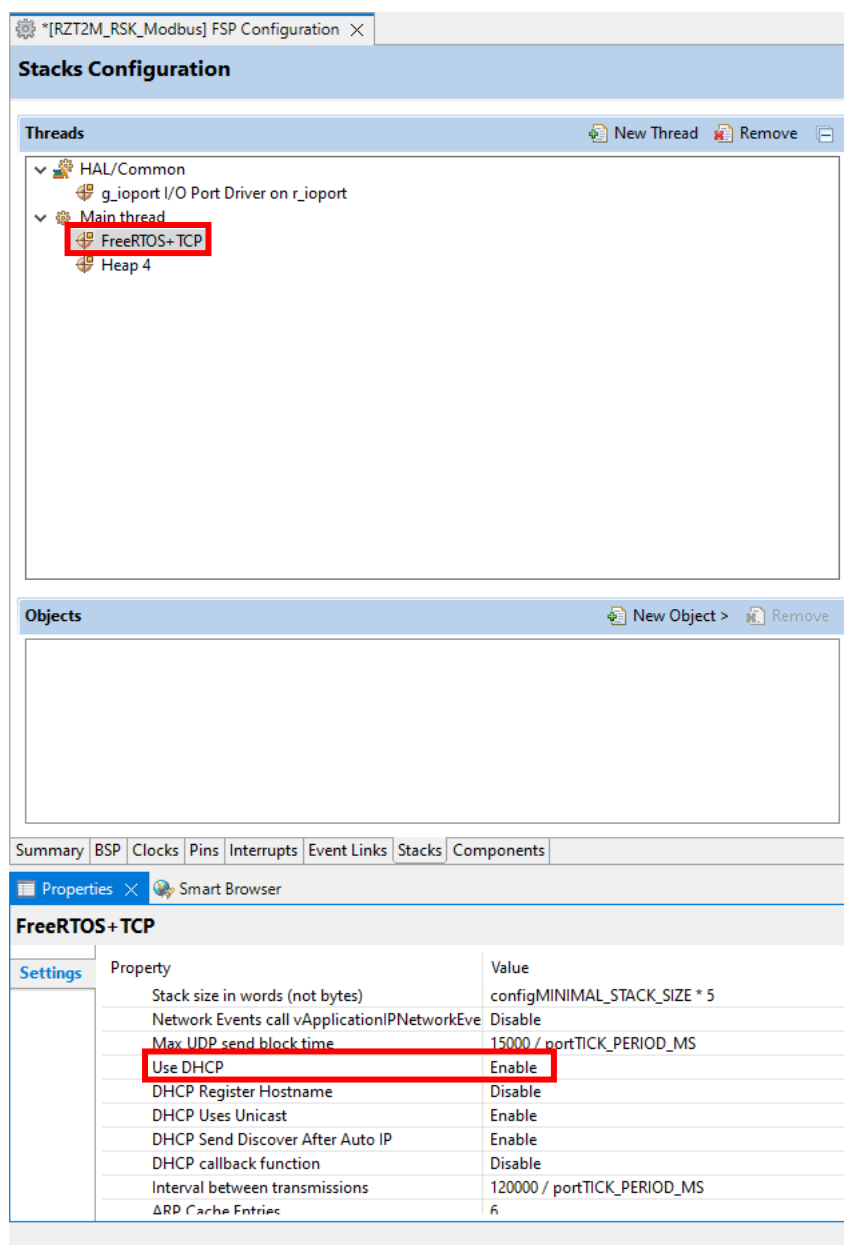 *[RZT2M_RSK_Modbus] FSP Configuration
Stacks Configuration
Threads New Thread Remove
HAL/Common
g_ioport I/O Port Driver on r_ioport
Main thread
FreeRTOS+TCP
Heap 4
Objects New Object > Remove
Summary BSP Clocks Pins Interrupts Event Links Stacks Components
Properties Smart Browser
FreeRTOS+TCP
Settings Property Value
Stack size in words (not bytes) configMINIMAL_STACK_SIZE * 5
Network Events call vApplicationIPNetworkEve Disable
Max UDP send block time 15000 / portTICK_PERIOD_MS
Use DHCP Enable
DHCP Register Hostname Disable
DHCP Uses Unicast Enable
DHCP Send Discover After Auto IP Enable
DHCP callback function Disable
Interval between transmissions 120000 / portTICK_PERIOD_MS
ARP Cache Entries 6